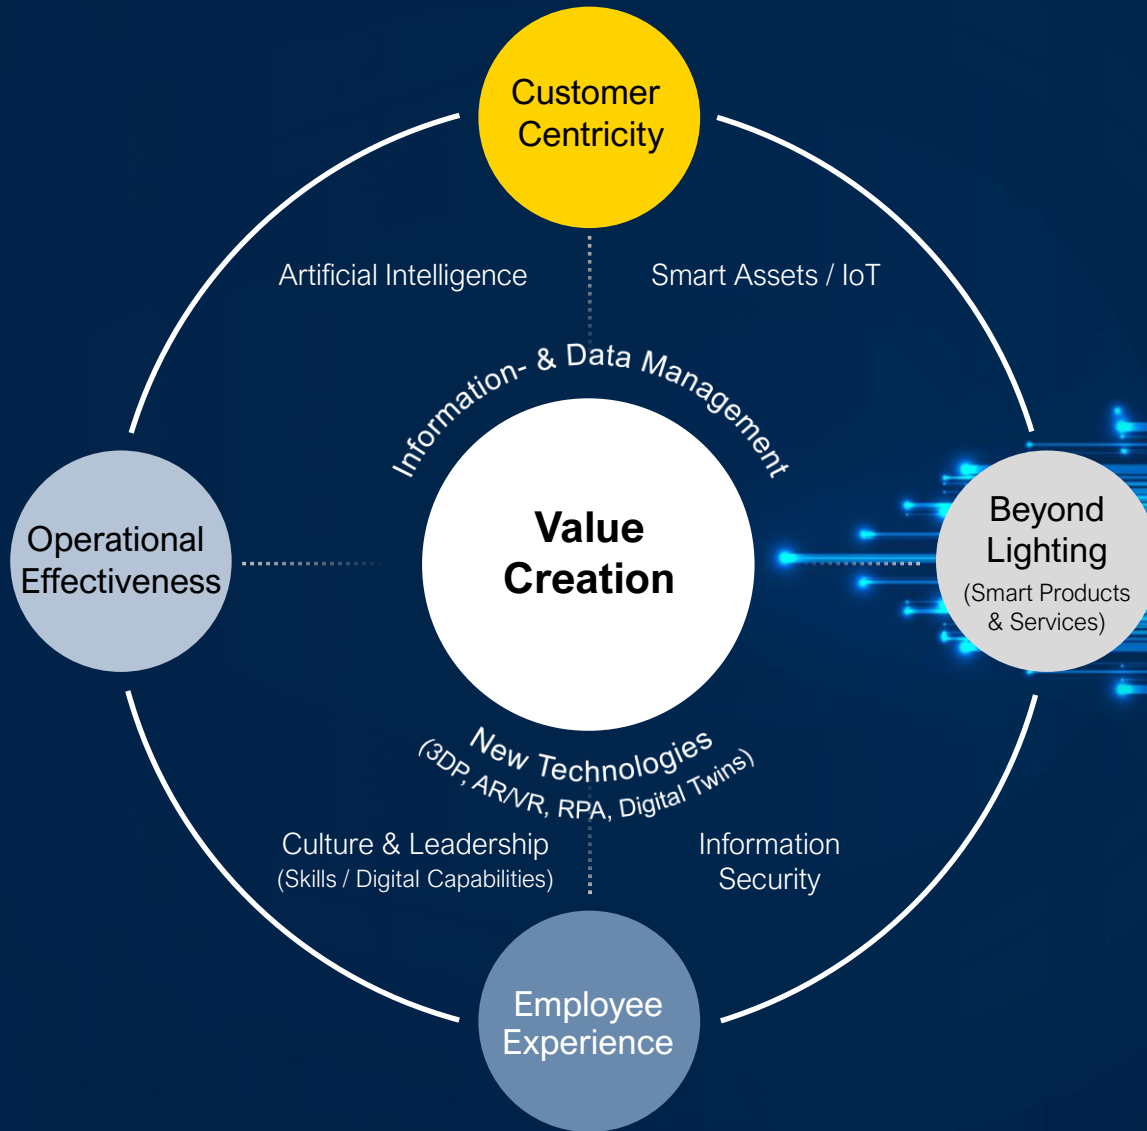 Customer
Centricity
Artificial Intelligence
Smart Assets / IoT
Information- & Data Management
Operational
Effectiveness
Value
Creation
Beyond
Lighting
(Smart Products
& Services)
New Technologies
(3DP, AR/VR, RPA, Digital Twins)
Culture & Leadership
(Skills / Digital Capabilities)
Information
Security
Employee
Experience